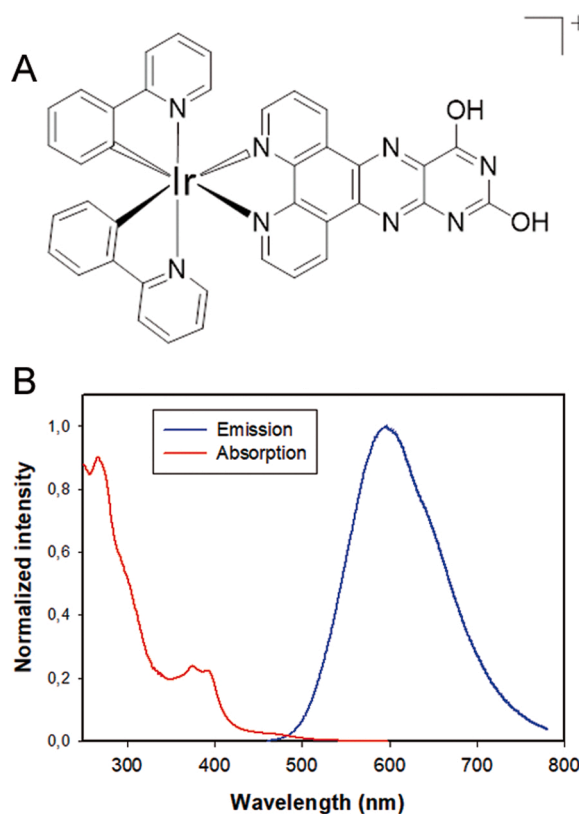 A
+
N
OH
N
N
N
Ir
N
N
N
OH
N
B
Emission
Absorption
Normalized intensity
1,0
0,8
0,6
0,4
0,2
0,0
300 400 500 600 700 800
Wavelength (nm)